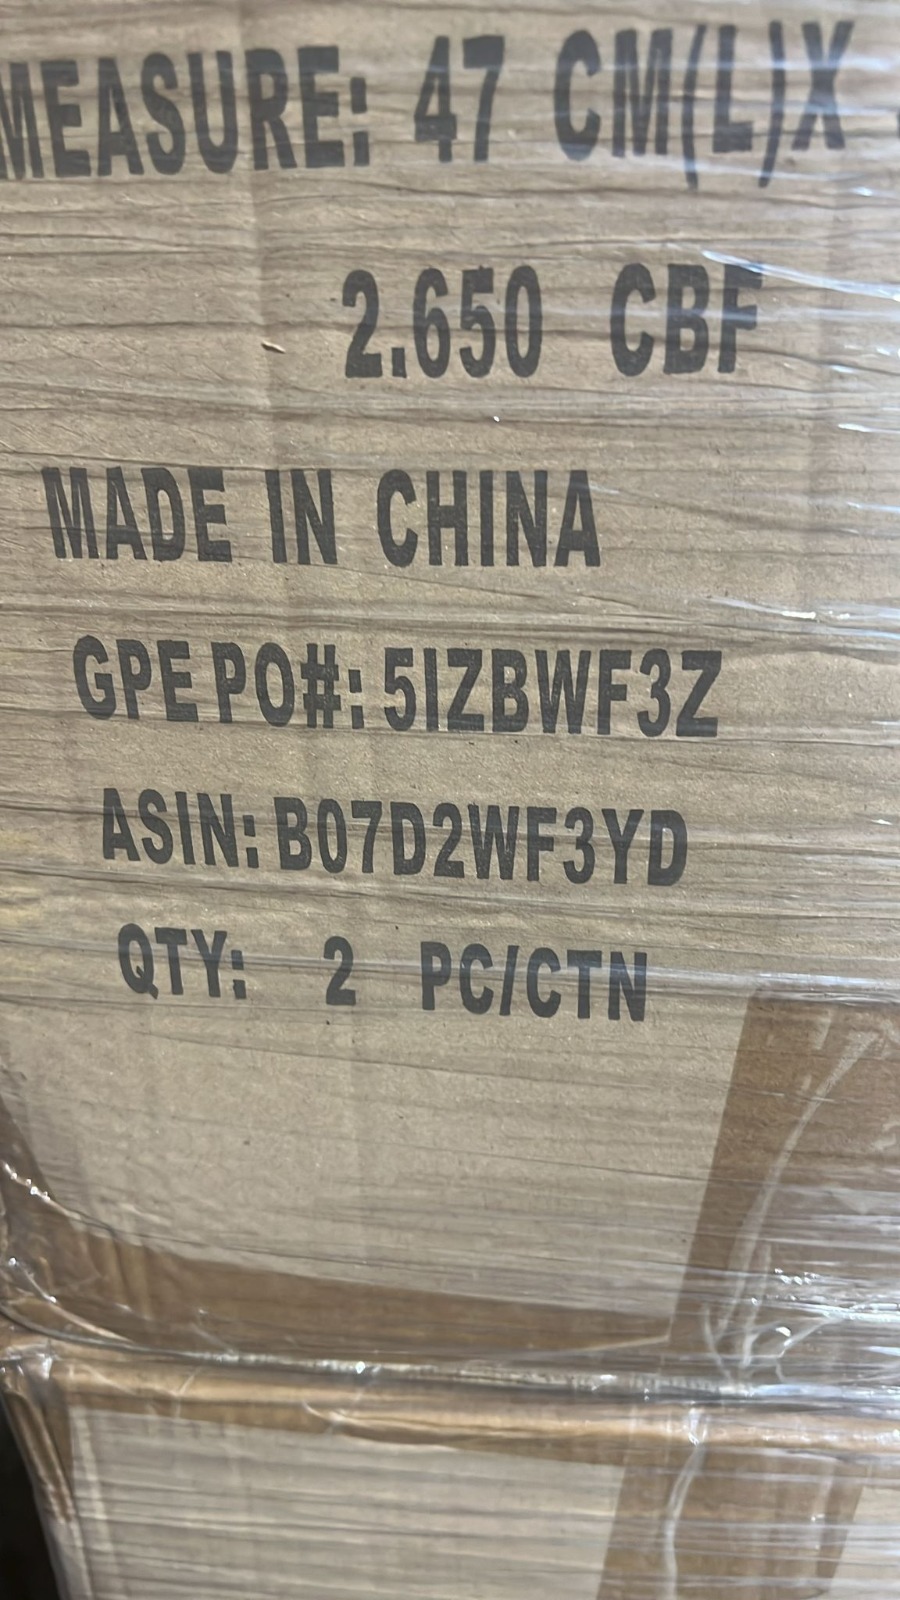 MEASURE: 47 CM(L)X
2.650 CBF
MADE IN CHINA
GPE PO#: 5IZBWF3Z
ASIN: B07D2WF3YD
QTY: 2 PC/CTN